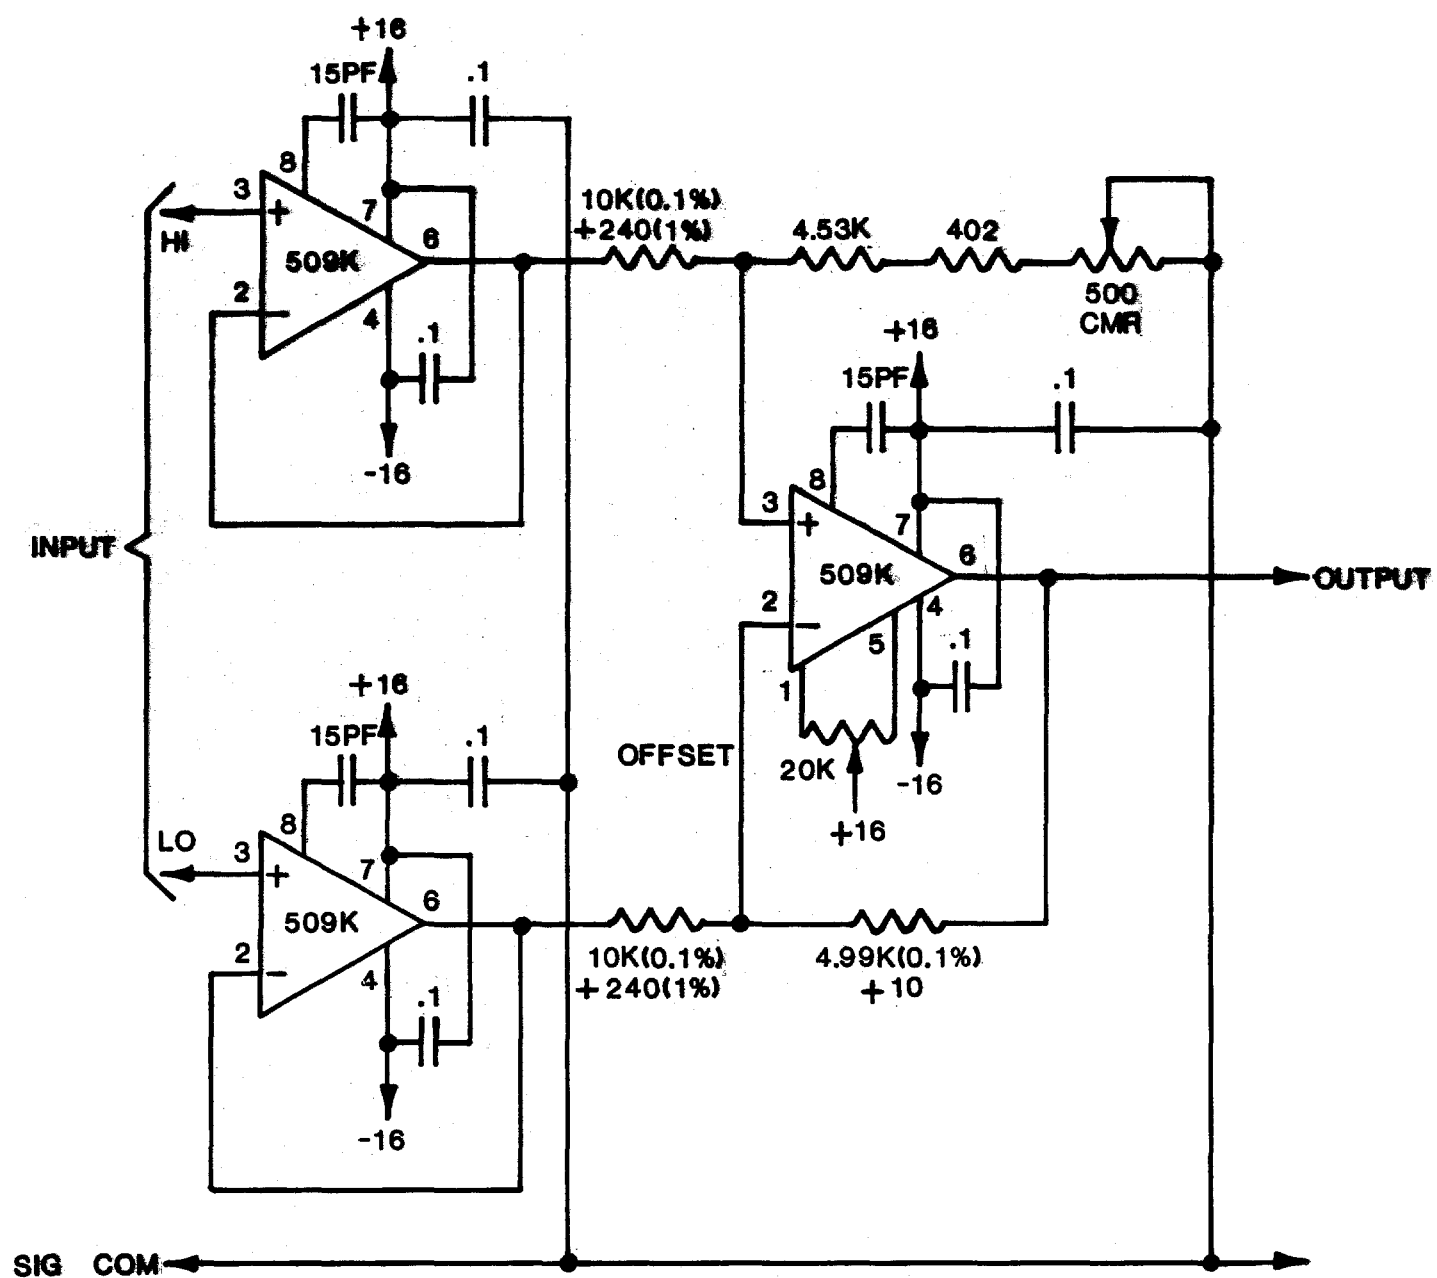 +16
15PF
.1
8
3
+
HI
7
6
509K
2
−
4
.1
-16
10K(0.1%)
+240(1%)
4.53K
402
500
CMR
+16
15PF
.1
8
3
+
7
6
509K
2
−
4
5
1
.1
20K
-16
+16
OFFSET
INPUT
OUTPUT
+16
15PF
.1
8
LO
3
+
7
6
509K
2
−
4
.1
-16
10K(0.1%)
+240(1%)
4.99K(0.1%)
+10
SIG COM